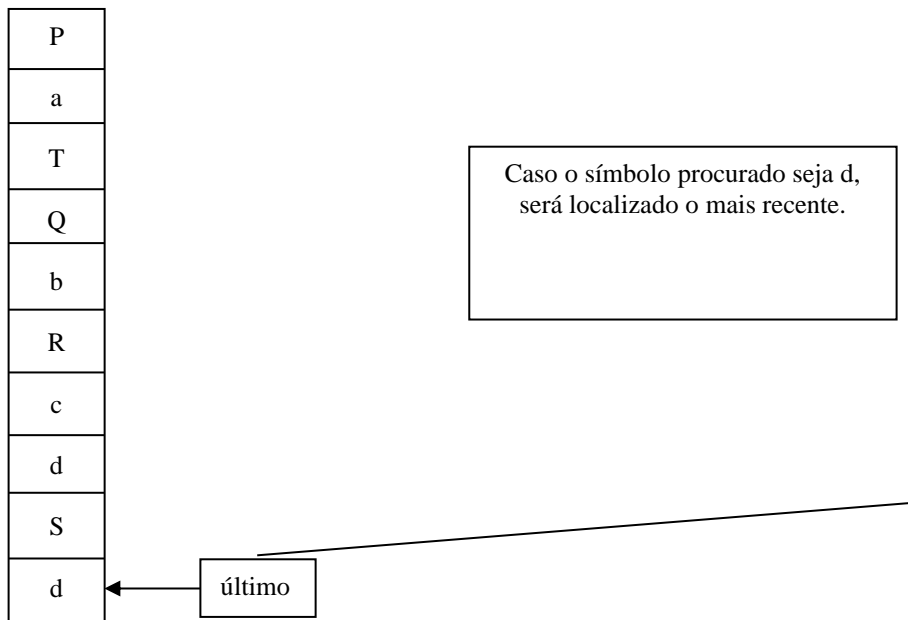 P
a
T
Q
b
R
c
d
S
d
último
Caso o símbolo procurado seja d,
será localizado o mais recente.